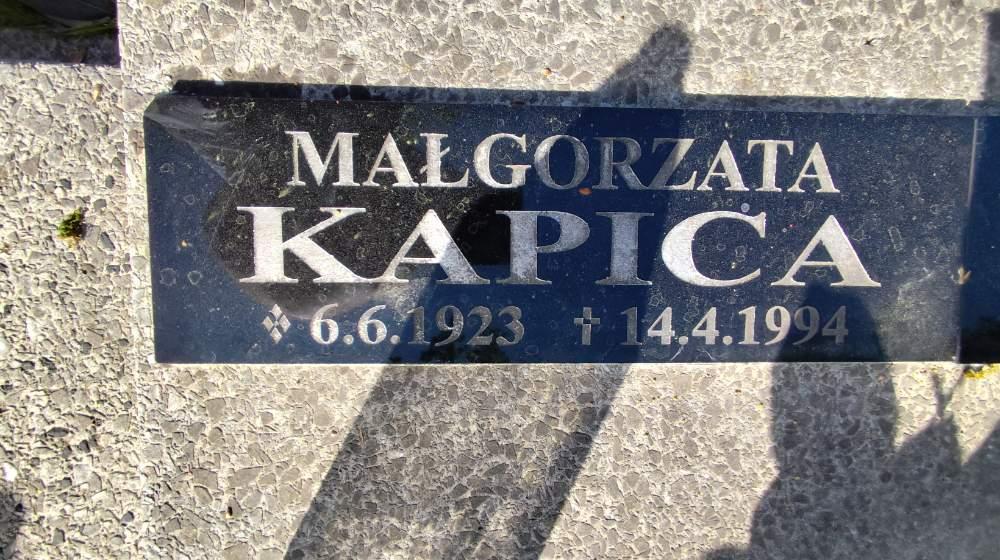 MAŁGORZATA
KAPICA
❖ 6.6.1923 † 14.4.1994